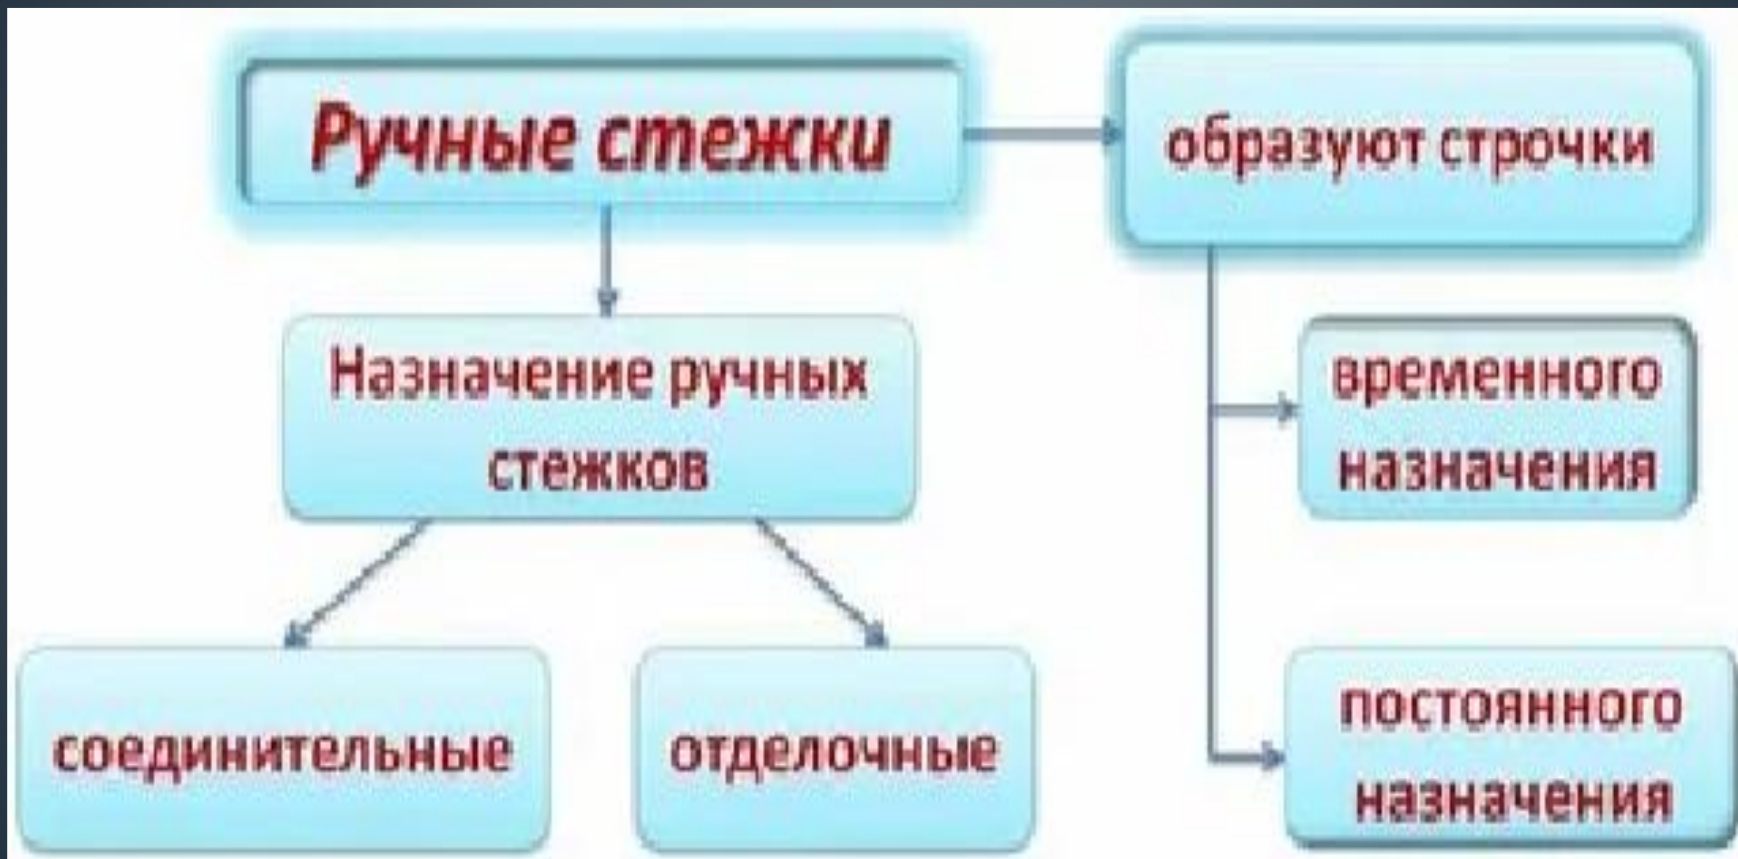 Ручные стежки
образуют строчки
Назначение ручных
стежков
временного
назначения
соединительные
отделочные
постоянного
назначения